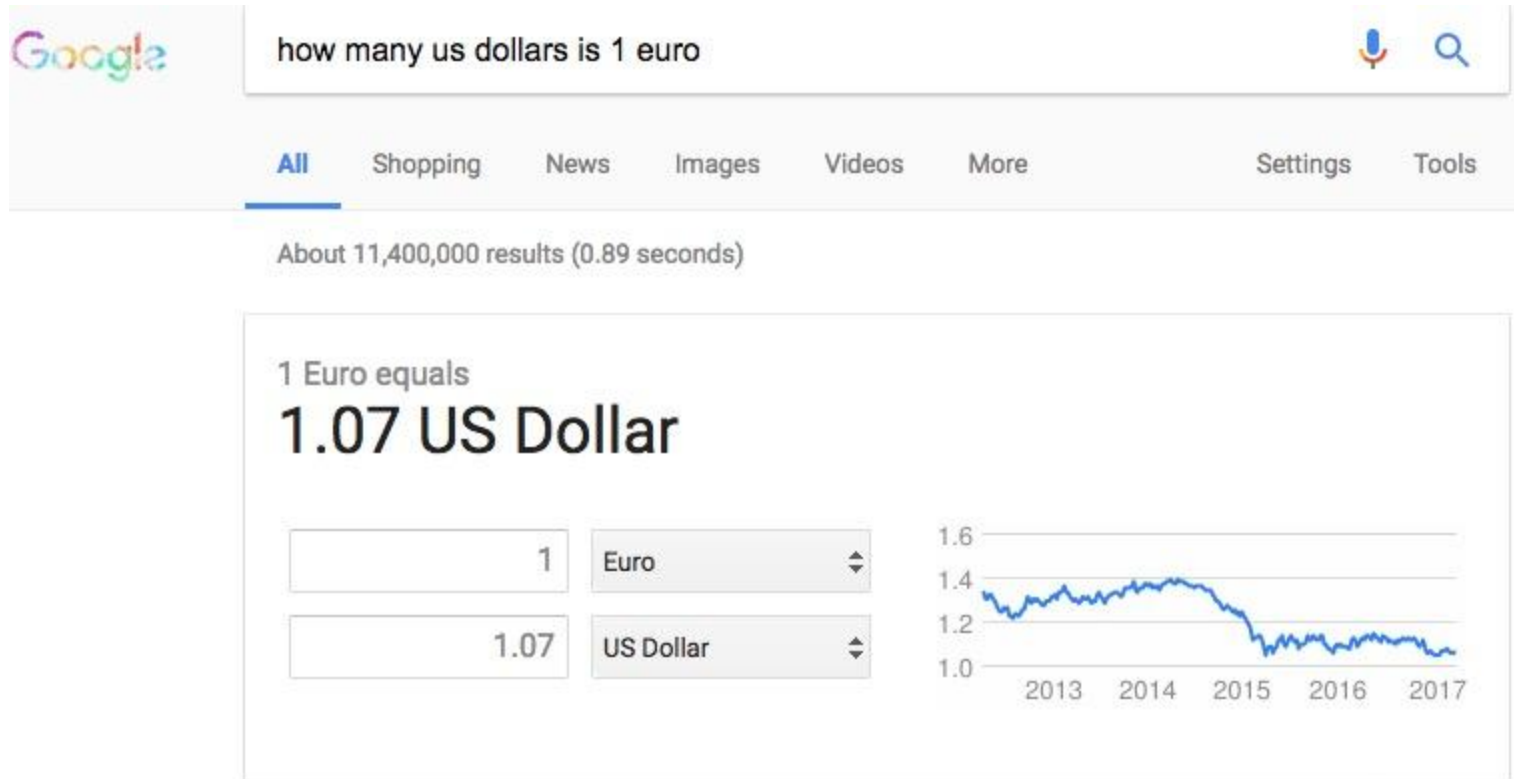 Google
how many us dollars is 1 euro
All Shopping News Images Videos More Settings Tools
About 11,400,000 results (0.89 seconds)
1 Euro equals
1.07 US Dollar
1 Euro
1.07 US Dollar
1.6
1.4
1.2
1.0
2013 2014 2015 2016 2017